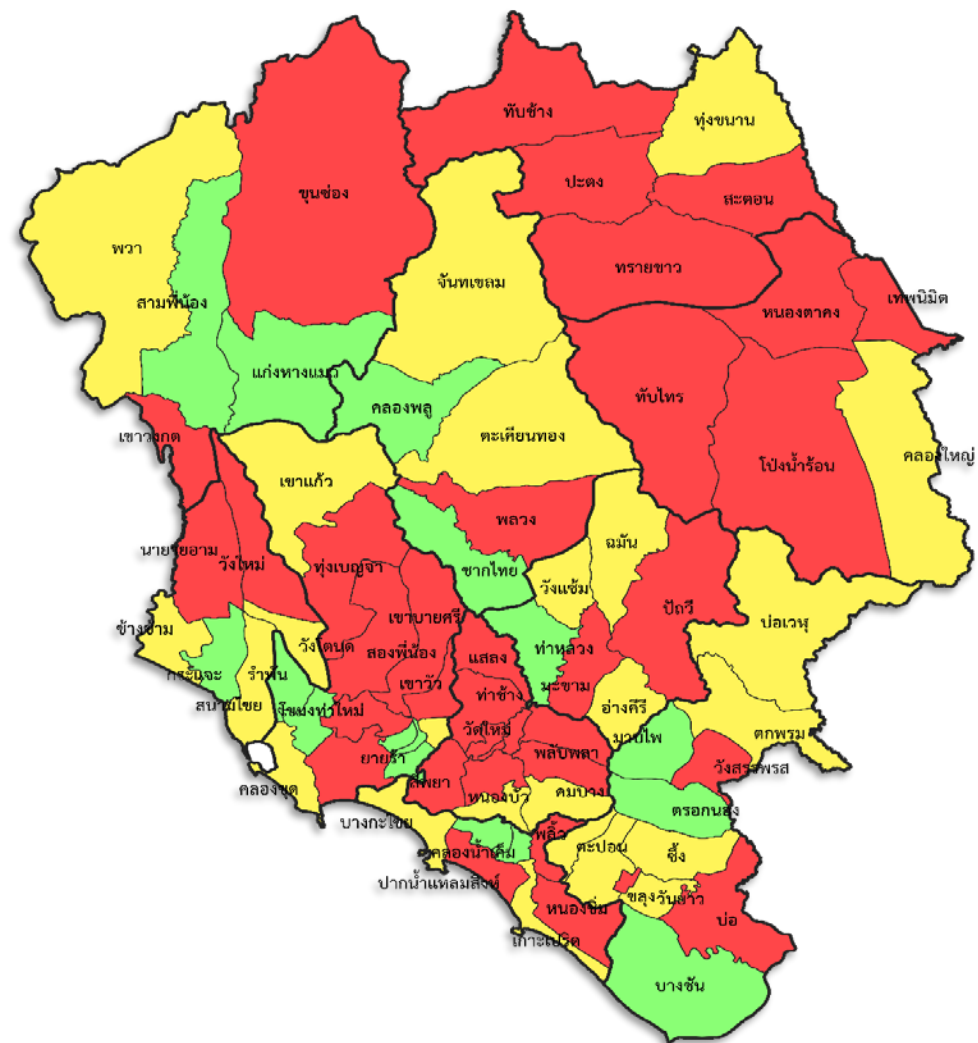 ทับช้าง
ทุ่งขนาน
ปะตง
ขุนซ่อง
สะตอน
พวา
ทรายขาว
จันทเขลม
เทพนิมิต
สามพี่น้อง
หนองตาคง
แก่งหางแมว
ทับไทร
คลองพลู
ตะเคียนทอง
เขาวงกต
คลองใหญ่
โป่งน้ำร้อน
เขาแก้ว
พลวง
ฉมัน
นายายอาม
วังใหม่
ทุ่งเบญจา
ชากไทย
วังแซ้ม
ปัถวี
เขาบายศรี
บ่อเวฬุ
ช้างข้าม
วังโตนด
สองพี่น้อง
แสลง
ท่าหลวง
กระแจะ
รำพัน
เขาวัว
มะขาม
ท่าช้าง
สนามไชย
โขมง
ท่าใหม่
อ่างคีรี
วัดใหม่
มาบไพ
ตกพรม
ยายร้า
พลับพลา
วังสรรพรส
คลองขุด
สีพยา
หนองบัว
คมบาง
บางกะไชย
ตรอกนอง
พลิ้ว
ตะปอน
คลองน้ำเค็ม
ซึ้ง
ปากน้ำแหลมสิงห์
ขลุง
วันยาว
หนองชิ่ม
บ่อ
เกาะเปริด
บางชัน